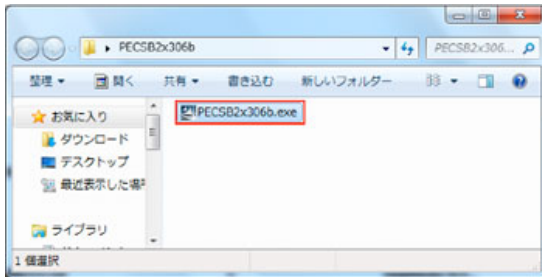 PECSB2x306b
PECSB2x306...
整理 開く 共有 書き込む 新しいフォルダー
お気に入り
ダウンロード
デスクトップ
最近表示した場所
ライブラリ
PECSB2x306b.exe
1 個選択